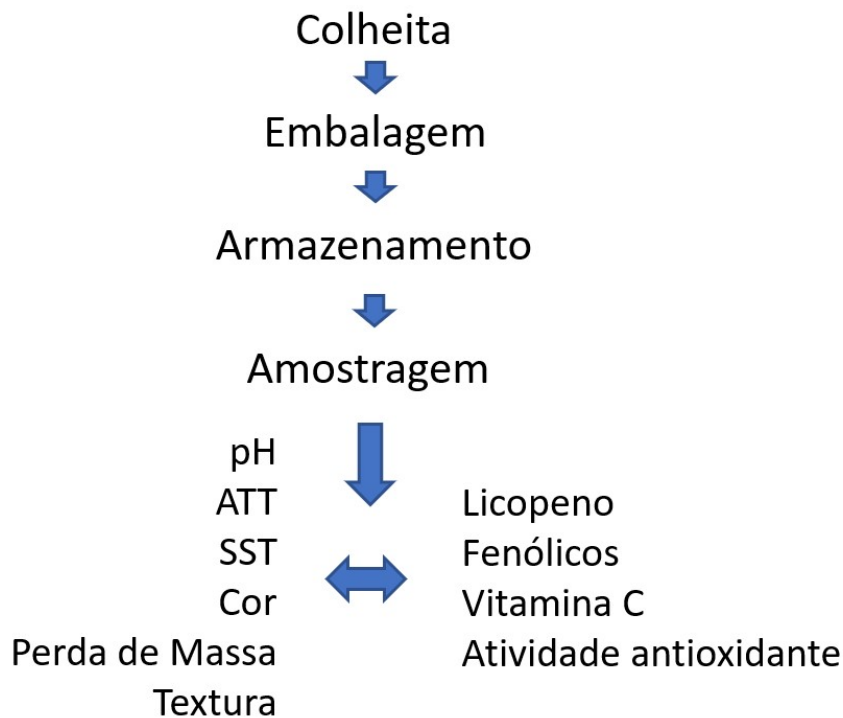 Colheita
Embalagem
Armazenamento
Amostragem
pH
ATT
SST
Cor
Perda de Massa
Textura
Licopeno
Fenólicos
Vitamina C
Atividade antioxidante